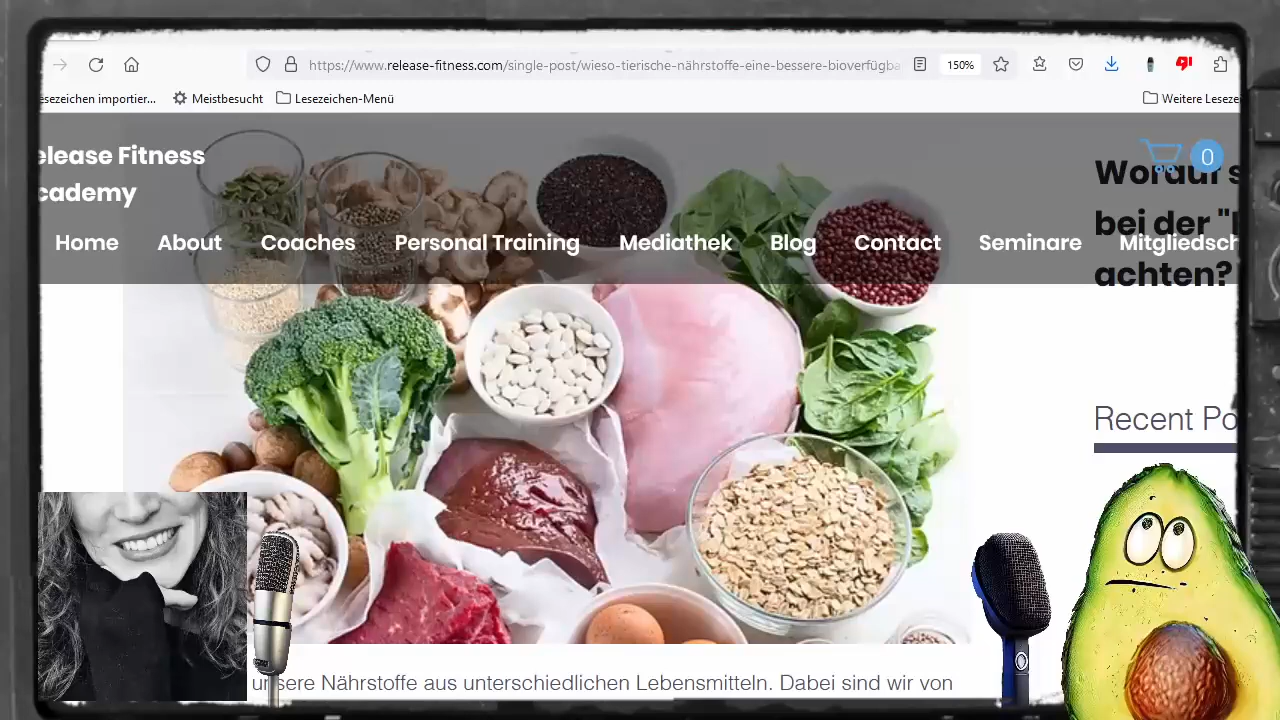 https://www.release-fitness.com/single-post/wieso-tierische-nährstoffe-eine-bessere-bioverfügba
150%
esezeichen importier...
Meistbesucht
Lesezeichen-Menü
Weitere Leseze
elease Fitness
cademy
0
Home
About
Coaches
Personal Training
Mediathek
Blog
Contact
Seminare
Mitgliedsch
Worauf s
bei der "
achten?
Recent Po
unsere Nährstoffe aus unterschiedlichen Lebensmitteln. Dabei sind wir von